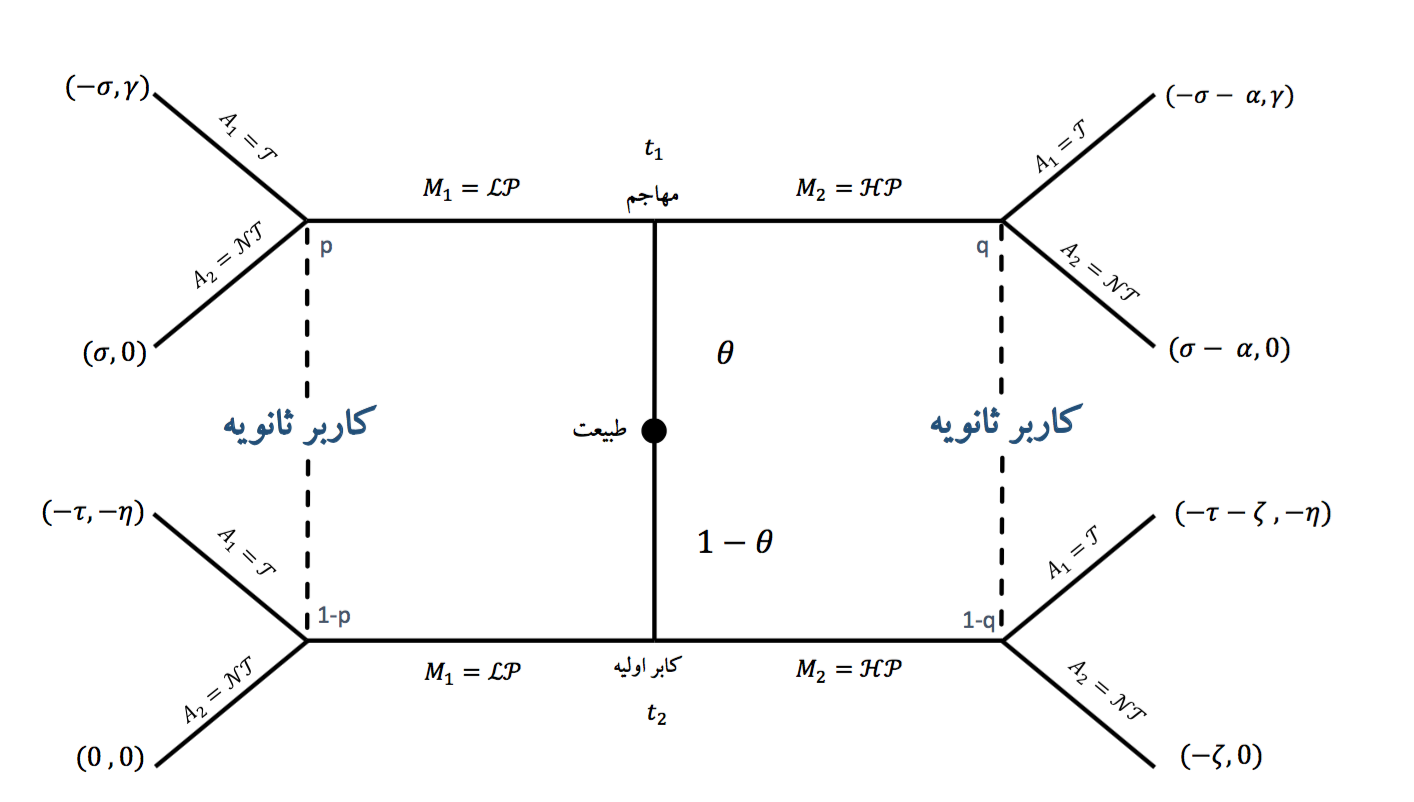 (−σ, γ)
A₁ = 𝒯
A₂ = 𝒩𝒯
(σ, 0)
M₁ = ℒ𝒫
t₁
مهاجم
M₂ = ℋ𝒫
p
q
A₁ = 𝒯
(−σ − α, γ)
A₂ = 𝒩𝒯
(σ − α, 0)
θ
کاربر ثانویه
طبیعت
کاربر ثانویه
1 − θ
(−τ, −η)
A₁ = 𝒯
A₂ = 𝒩𝒯
(0, 0)
1-p
1-q
M₁ = ℒ𝒫
کابر اولیه
t₂
M₂ = ℋ𝒫
A₁ = 𝒯
(−τ − ζ, −η)
A₂ = 𝒩𝒯
(−ζ, 0)